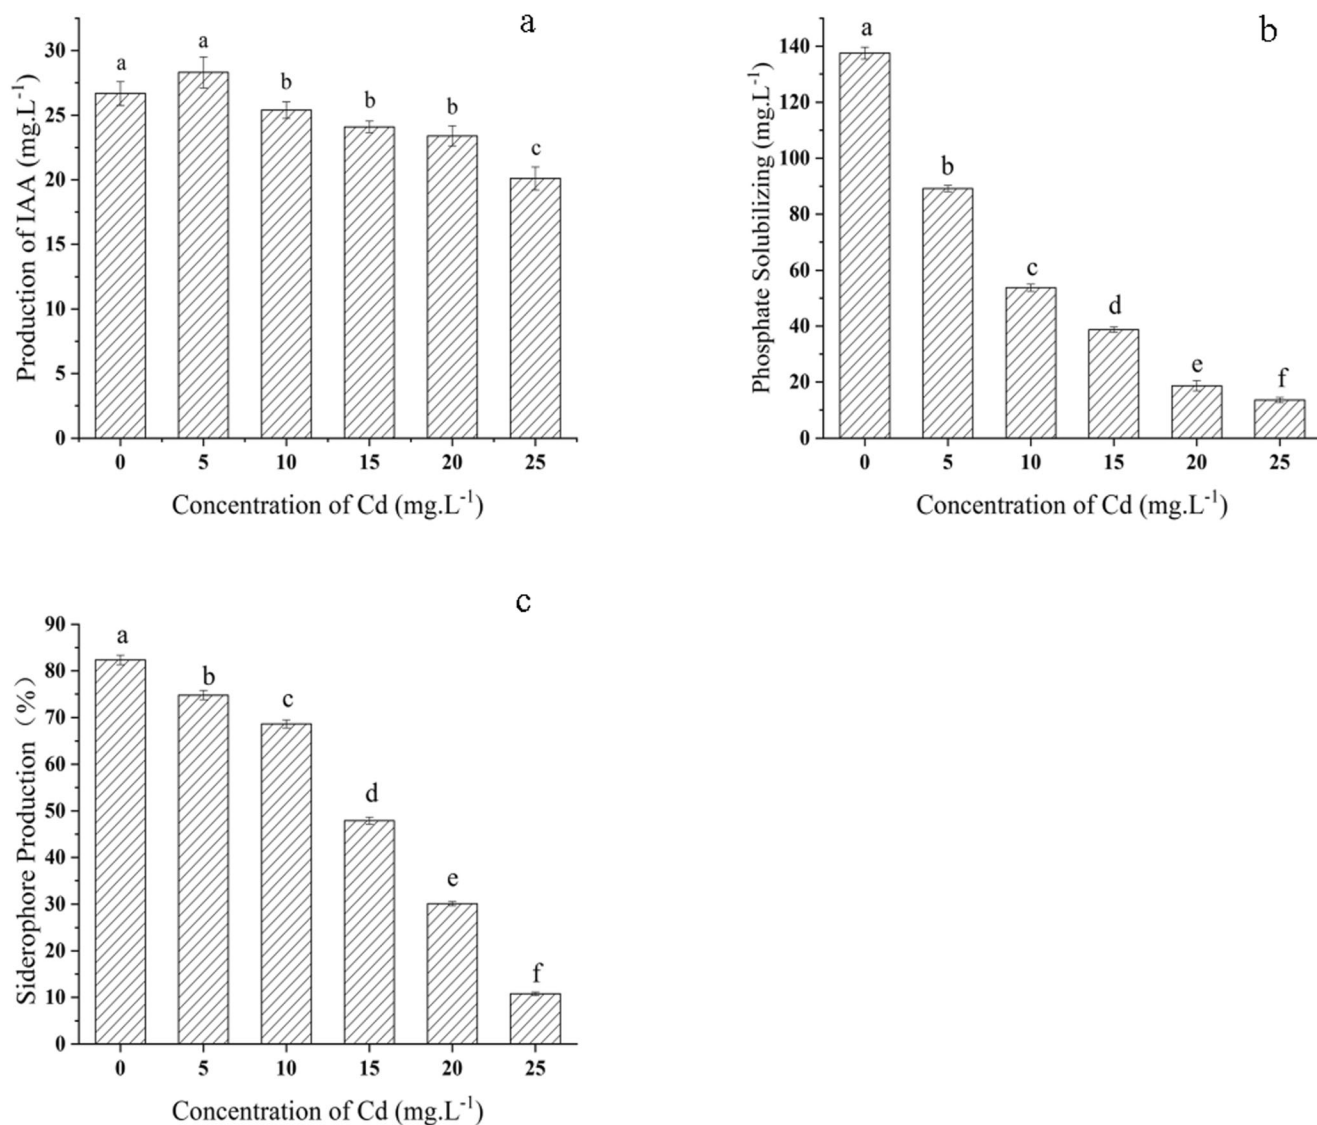 a
Production of IAA (mg.L⁻¹)
30
25
20
15
10
5
0
a
a
b
b
b
c
0 5 10 15 20 25
Concentration of Cd (mg.L⁻¹)
b
Phosphate Solubilizing (mg.L⁻¹)
140
120
100
80
60
40
20
0
a
b
c
d
e
f
0 5 10 15 20 25
Concentration of Cd (mg.L⁻¹)
c
Siderophore Production (%)
90
80
70
60
50
40
30
20
10
0
a
b
c
d
e
f
0 5 10 15 20 25
Concentration of Cd (mg.L⁻¹)